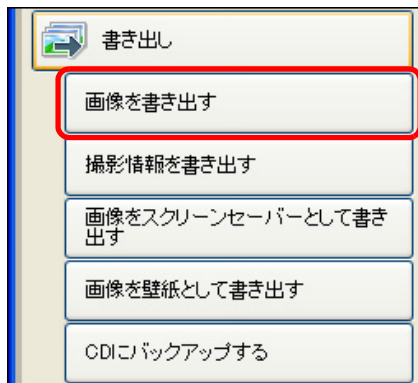 書き出し
画像を書き出す
撮影情報を書き出す
画像をスクリーンセーバーとして書き
出す
画像を壁紙として書き出す
CDにバックアップする